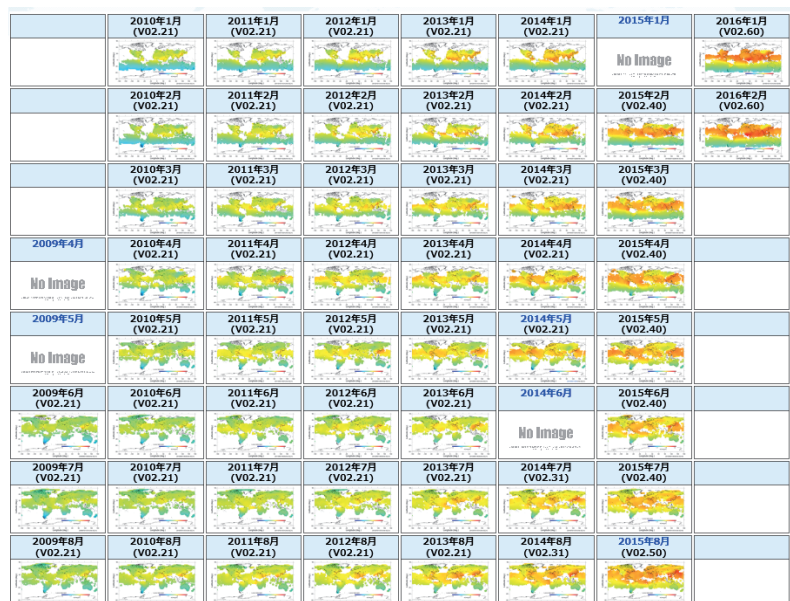 2010年1月
(V02.21)
2011年1月
(V02.21)
2012年1月
(V02.21)
2013年1月
(V02.21)
2014年1月
(V02.21)
2015年1月
No Image
2016年1月
(V02.60)
2010年2月
(V02.21)
2011年2月
(V02.21)
2012年2月
(V02.21)
2013年2月
(V02.21)
2014年2月
(V02.21)
2015年2月
(V02.40)
2016年2月
(V02.60)
2010年3月
(V02.21)
2011年3月
(V02.21)
2012年3月
(V02.21)
2013年3月
(V02.21)
2014年3月
(V02.21)
2015年3月
(V02.40)
2009年4月
No Image
2010年4月
(V02.21)
2011年4月
(V02.21)
2012年4月
(V02.21)
2013年4月
(V02.21)
2014年4月
(V02.21)
2015年4月
(V02.40)
2009年5月
No Image
2010年5月
(V02.21)
2011年5月
(V02.21)
2012年5月
(V02.21)
2013年5月
(V02.21)
2014年5月
(V02.21)
2015年5月
(V02.40)
2009年6月
(V02.21)
2010年6月
(V02.21)
2011年6月
(V02.21)
2012年6月
(V02.21)
2013年6月
(V02.21)
2014年6月
No Image
2015年6月
(V02.40)
2009年7月
(V02.21)
2010年7月
(V02.21)
2011年7月
(V02.21)
2012年7月
(V02.21)
2013年7月
(V02.21)
2014年7月
(V02.31)
2015年7月
(V02.40)
2009年8月
(V02.21)
2010年8月
(V02.21)
2011年8月
(V02.21)
2012年8月
(V02.21)
2013年8月
(V02.21)
2014年8月
(V02.31)
2015年8月
(V02.50)